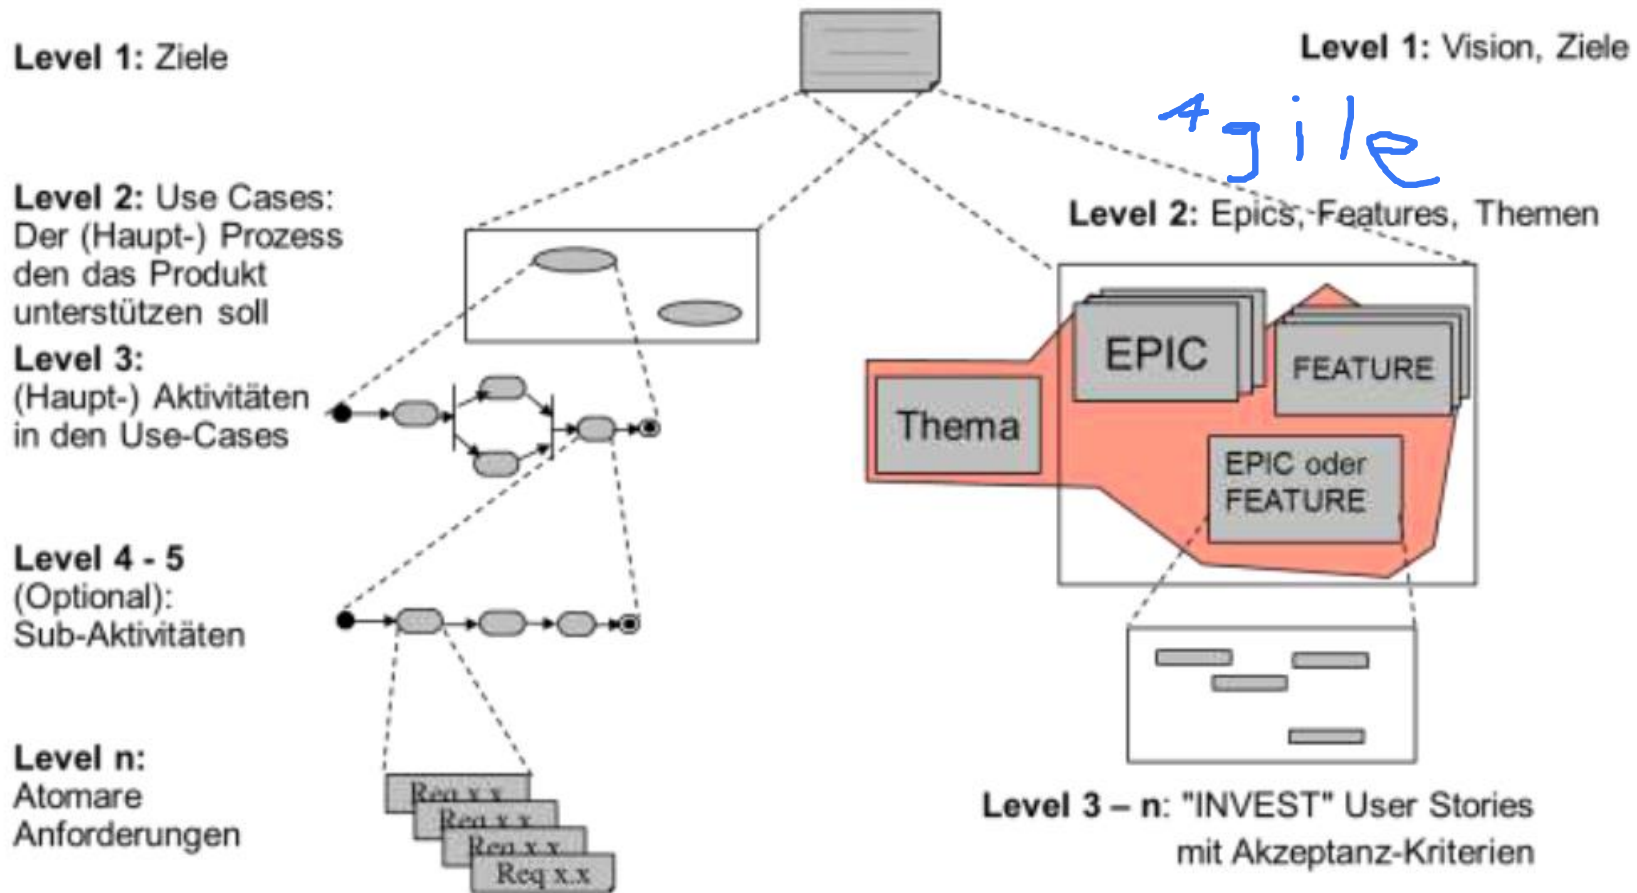 Level 1: Ziele
Level 2: Use Cases:
Der (Haupt-) Prozess
den das Produkt
unterstützen soll
Level 3:
(Haupt-) Aktivitäten
in den Use-Cases
Level 4 - 5
(Optional):
Sub-Aktivitäten
Level n:
Atomare
Anforderungen
Req x.x
Req x.x
Req x.x
Req x.x
Level 1: Vision, Ziele
Agile
Level 2: Epics, Features, Themen
EPIC
FEATURE
Thema
EPIC oder
FEATURE
Level 3 – n: "INVEST" User Stories
mit Akzeptanz-Kriterien